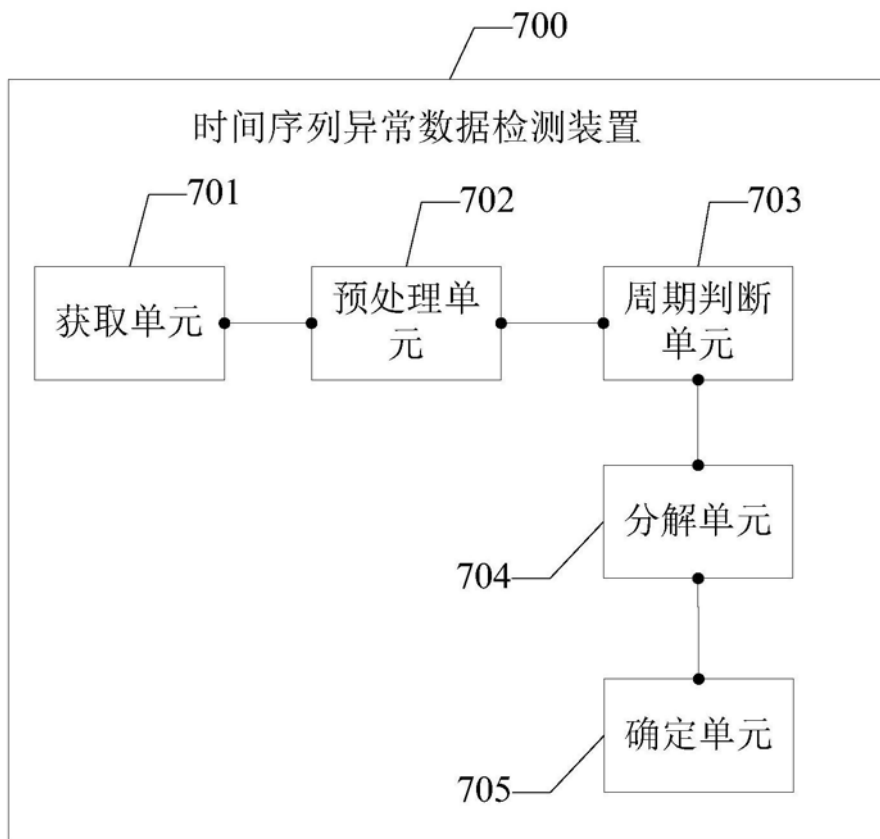 700
时间序列异常数据检测装置
701
702
703
获取单元
预处理单
元
周期判断
单元
分解单元
704
确定单元
705